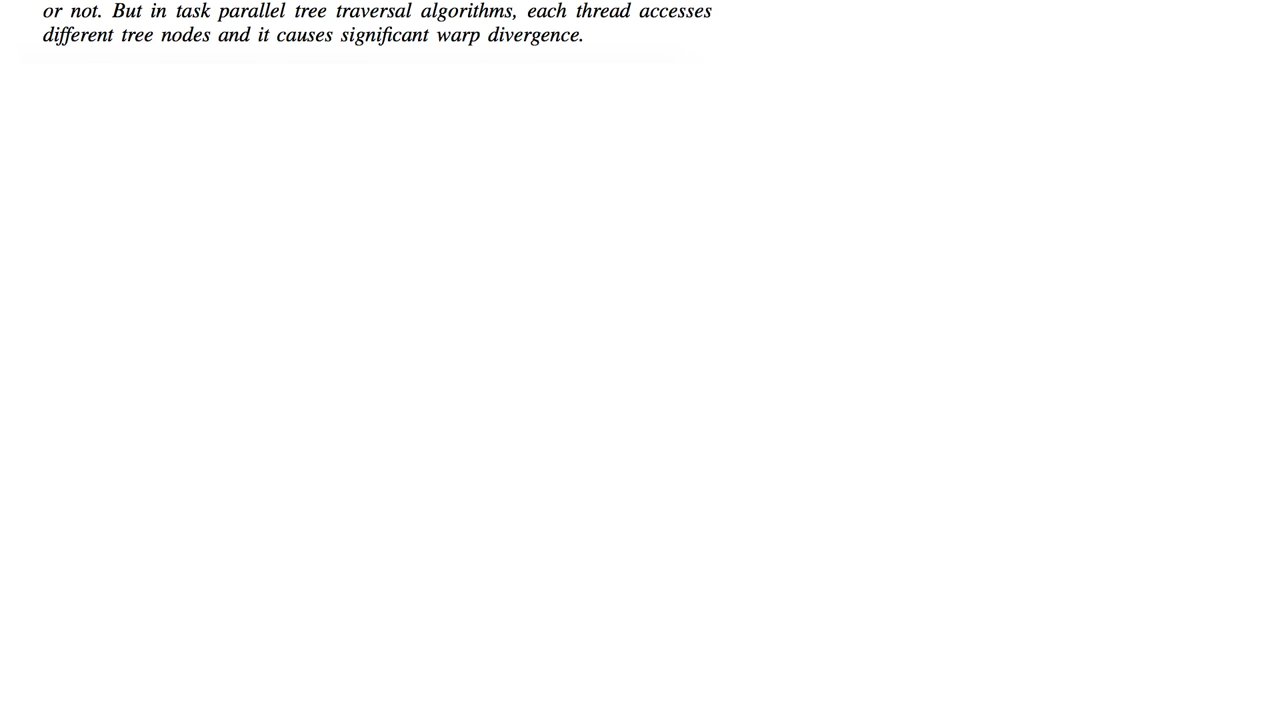 or not. But in task parallel tree traversal algorithms, each thread accesses
different tree nodes and it causes significant warp divergence.